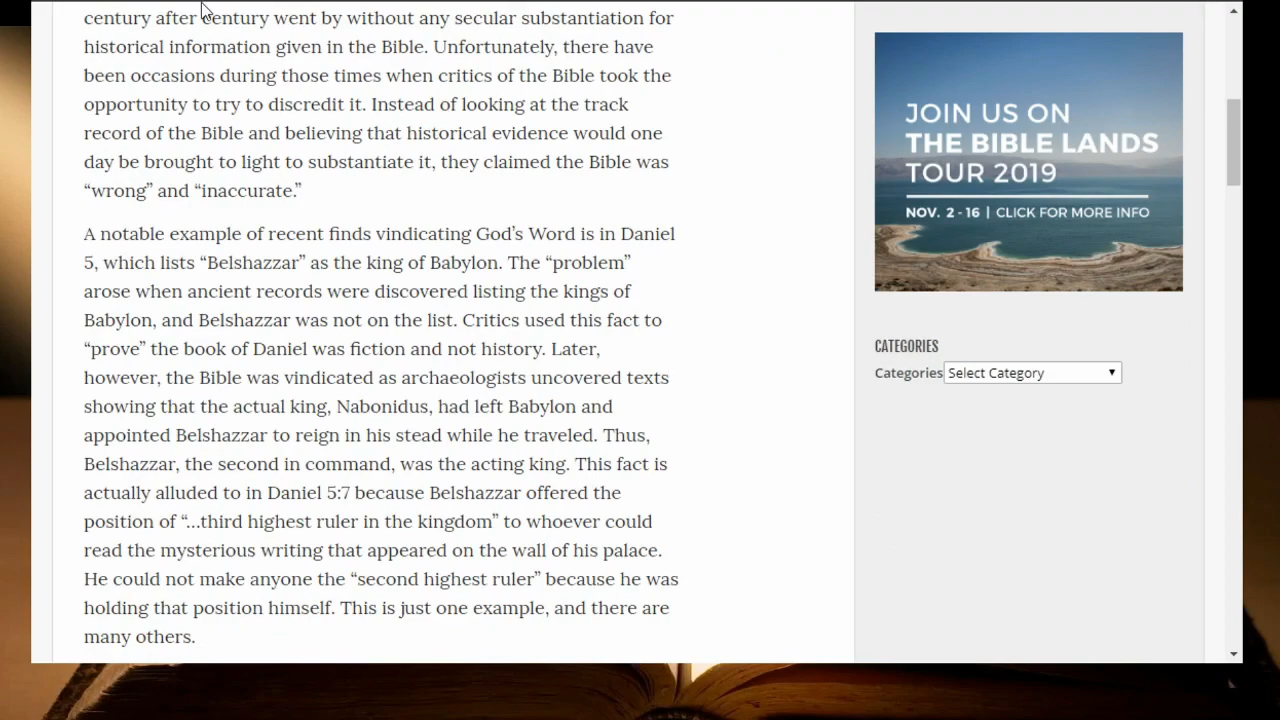 century after century went by without any secular substantiation for
historical information given in the Bible. Unfortunately, there have
been occasions during those times when critics of the Bible took the
opportunity to try to discredit it. Instead of looking at the track
record of the Bible and believing that historical evidence would one
day be brought to light to substantiate it, they claimed the Bible was
“wrong” and “inaccurate.”
A notable example of recent finds vindicating God’s Word is in Daniel
5, which lists “Belshazzar” as the king of Babylon. The “problem”
arose when ancient records were discovered listing the kings of
Babylon, and Belshazzar was not on the list. Critics used this fact to
“prove” the book of Daniel was fiction and not history. Later,
however, the Bible was vindicated as archaeologists uncovered texts
showing that the actual king, Nabonidus, had left Babylon and
appointed Belshazzar to reign in his stead while he traveled. Thus,
Belshazzar, the second in command, was the acting king. This fact is
actually alluded to in Daniel 5:7 because Belshazzar offered the
position of “…third highest ruler in the kingdom” to whoever could
read the mysterious writing that appeared on the wall of his palace.
He could not make anyone the “second highest ruler” because he was
holding that position himself. This is just one example, and there are
many others.
JOIN US ON
THE BIBLE LANDS
TOUR 2019
NOV. 2 - 16 | CLICK FOR MORE INFO
CATEGORIES
Categories Select Category